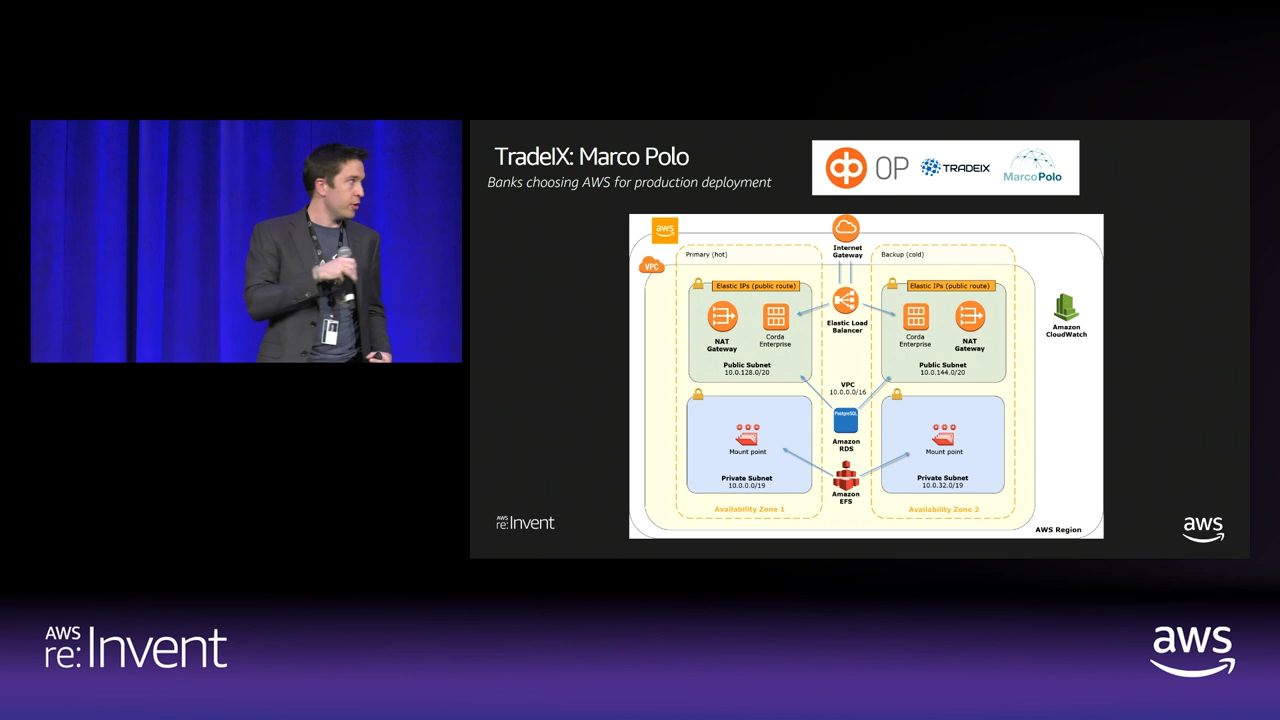 TradeIX: Marco Polo
Banks choosing AWS for production deployment
op OP TRADEIX MarcoPolo
aws
Internet
Gateway
Primary (hot)
Backup (cold)
VPC
Elastic IPs (public route)
Elastic IPs (public route)
NAT
Gateway
Corda
Enterprise
Elastic Load
Balancer
Corda
Enterprise
NAT
Gateway
Amazon
CloudWatch
Public Subnet
10.0.128.0/20
Public Subnet
10.0.144.0/20
VPC
10.0.0.0/16
PostgreSQL
Amazon
RDS
Mount point
Mount point
Private Subnet
10.0.0.0/19
Amazon
EFS
Private Subnet
10.0.32.0/19
Availability Zone 1
Availability Zone 2
AWS Region
AWS
re:Invent
aws
AWS
re:Invent
aws